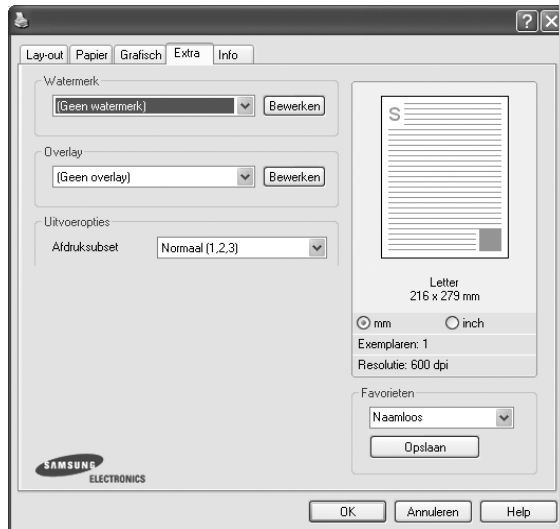 Lay-out Papier Grafisch Extra Info
Watermerk
(Geen watermerk) Bewerken
Overlay
(Geen overlay) Bewerken
Uitvoeropties
Afdruksubset Normaal (1,2,3)
S
Letter
216 x 279 mm
mm inch
Exemplaren: 1
Resolutie: 600 dpi
Favorieten
Naamloos
Opslaan
SAMSUNG
ELECTRONICS
OK Annuleren Help